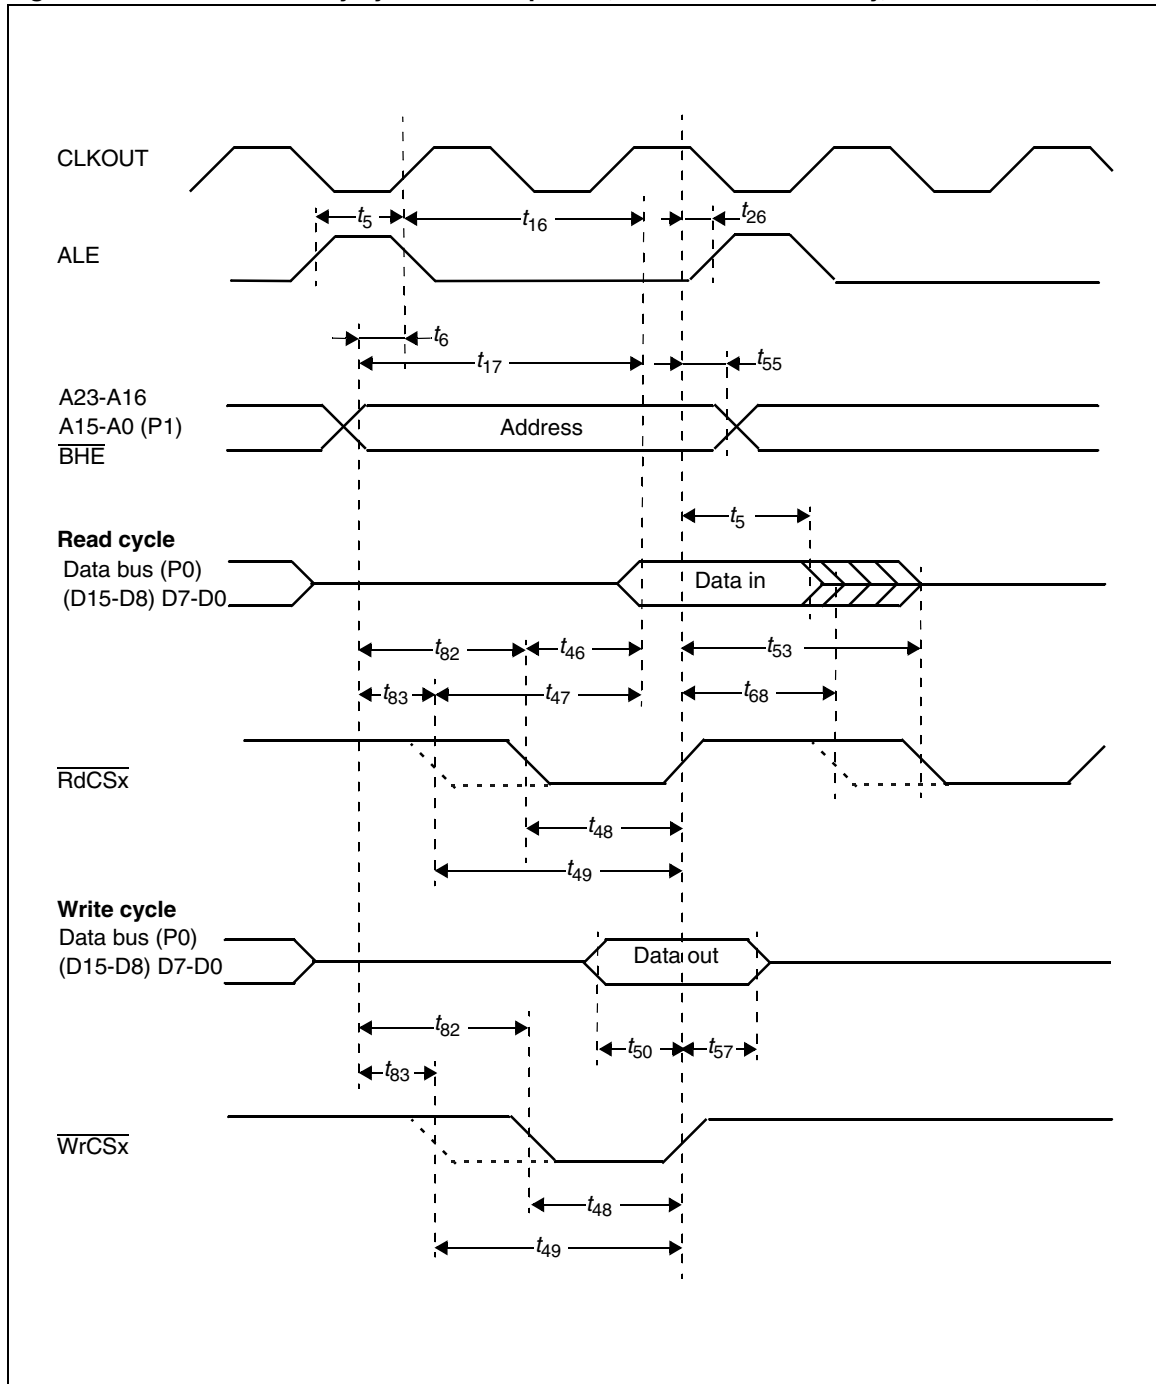 CLKOUT
t5
t16
t26
ALE
t6
t17
t55
A23-A16
A15-A0 (P1)
BHE
Address
t5
Read cycle
Data bus (P0)
(D15-D8) D7-D0
Data in
t82
t46
t53
t83
t47
t68
RdCSx
t48
t49
Write cycle
Data bus (P0)
(D15-D8) D7-D0
Data out
t82
t50
t57
t83
WrCSx
t48
t49